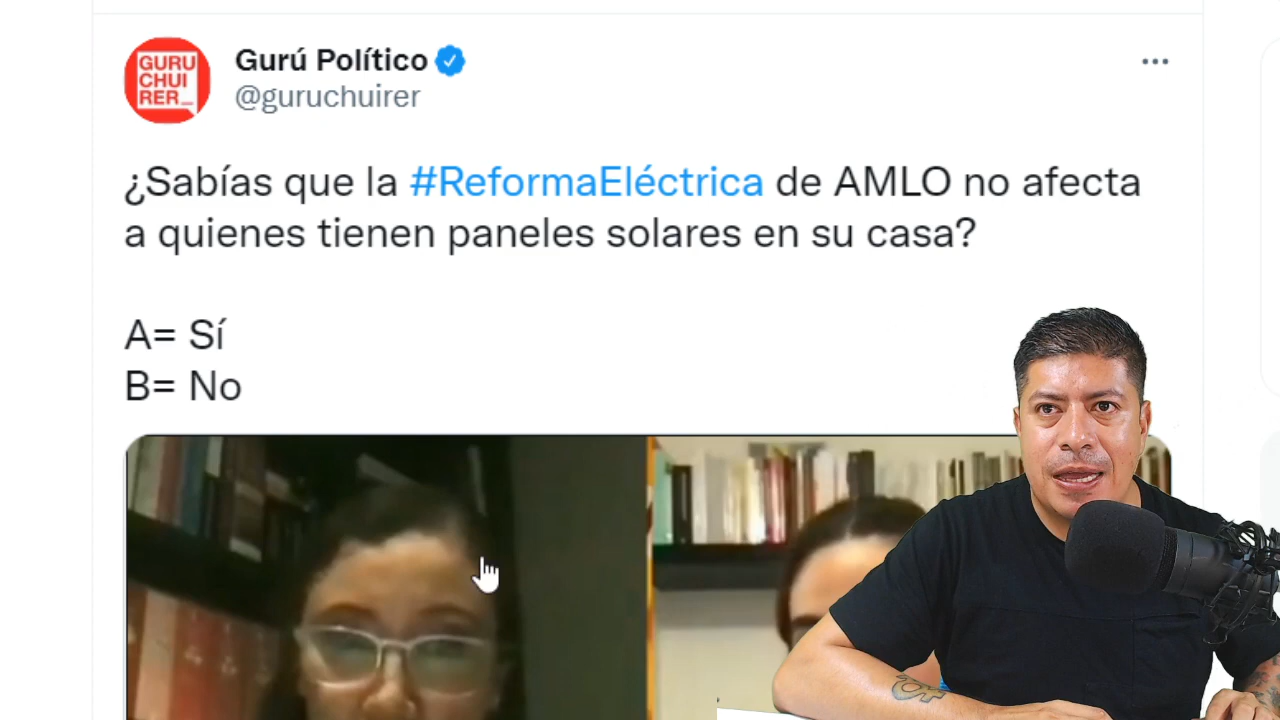 GURU
CHUI
RER_
Gurú Político
@guruchuirer
¿Sabías que la #ReformaEléctrica de AMLO no afecta
a quienes tienen paneles solares en su casa?
A= Sí
B= No